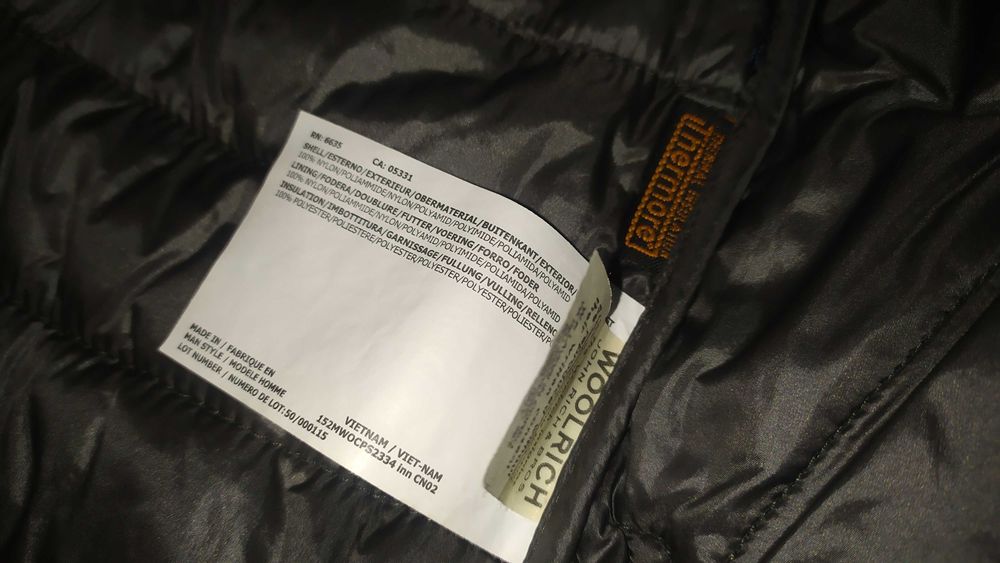 RN: 6635
CA: 05331
SHELL/ESTERNO/EXTERIEUR/OBERMATERIAL/BUITENKANT/EXTERIOR/
100% NYLON/POLIAMMIDE/NYLON/POLYAMID/POLYIMIDE/POLIAMIDA/POLYAMID
LINING/FODERA/DOUBLURE/FUTTER/VOERING/FORRO/FODER
100% NYLON/POLIAMMIDE/NYLON/POLYAMID/POLYIMIDE/POLIAMIDA/POLYAMID
INSULATION/IMBOTTITURA/GARNISSAGE/FULLUNG/VULLING/RELLENO
100% POLYESTER/POLIESTERE/POLYESTER/POLYESTER/POLYESTER/POLIESTER/P
MADE IN / FABRIQUE EN
VIETNAM / VIET-NAM
MAN STYLE / MODELE HOMME
152MWOCPS2334 inn CN02
LOT NUMBER / NUMERO DE LOT:50/000115
thermore
WOOLRICH
JOHN RICH & BROS